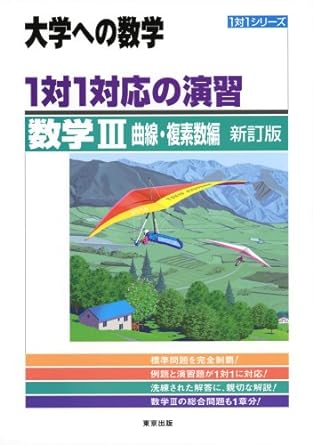 大学への数学
1対1シリーズ
1対1対応の演習
数学Ⅲ 曲線・複素数編 新訂版
標準問題を完全制覇!
例題と演習題が1対1に対応!
洗練された解答に、親切な解説!
数学Ⅲの総合問題も1章分!
東京出版